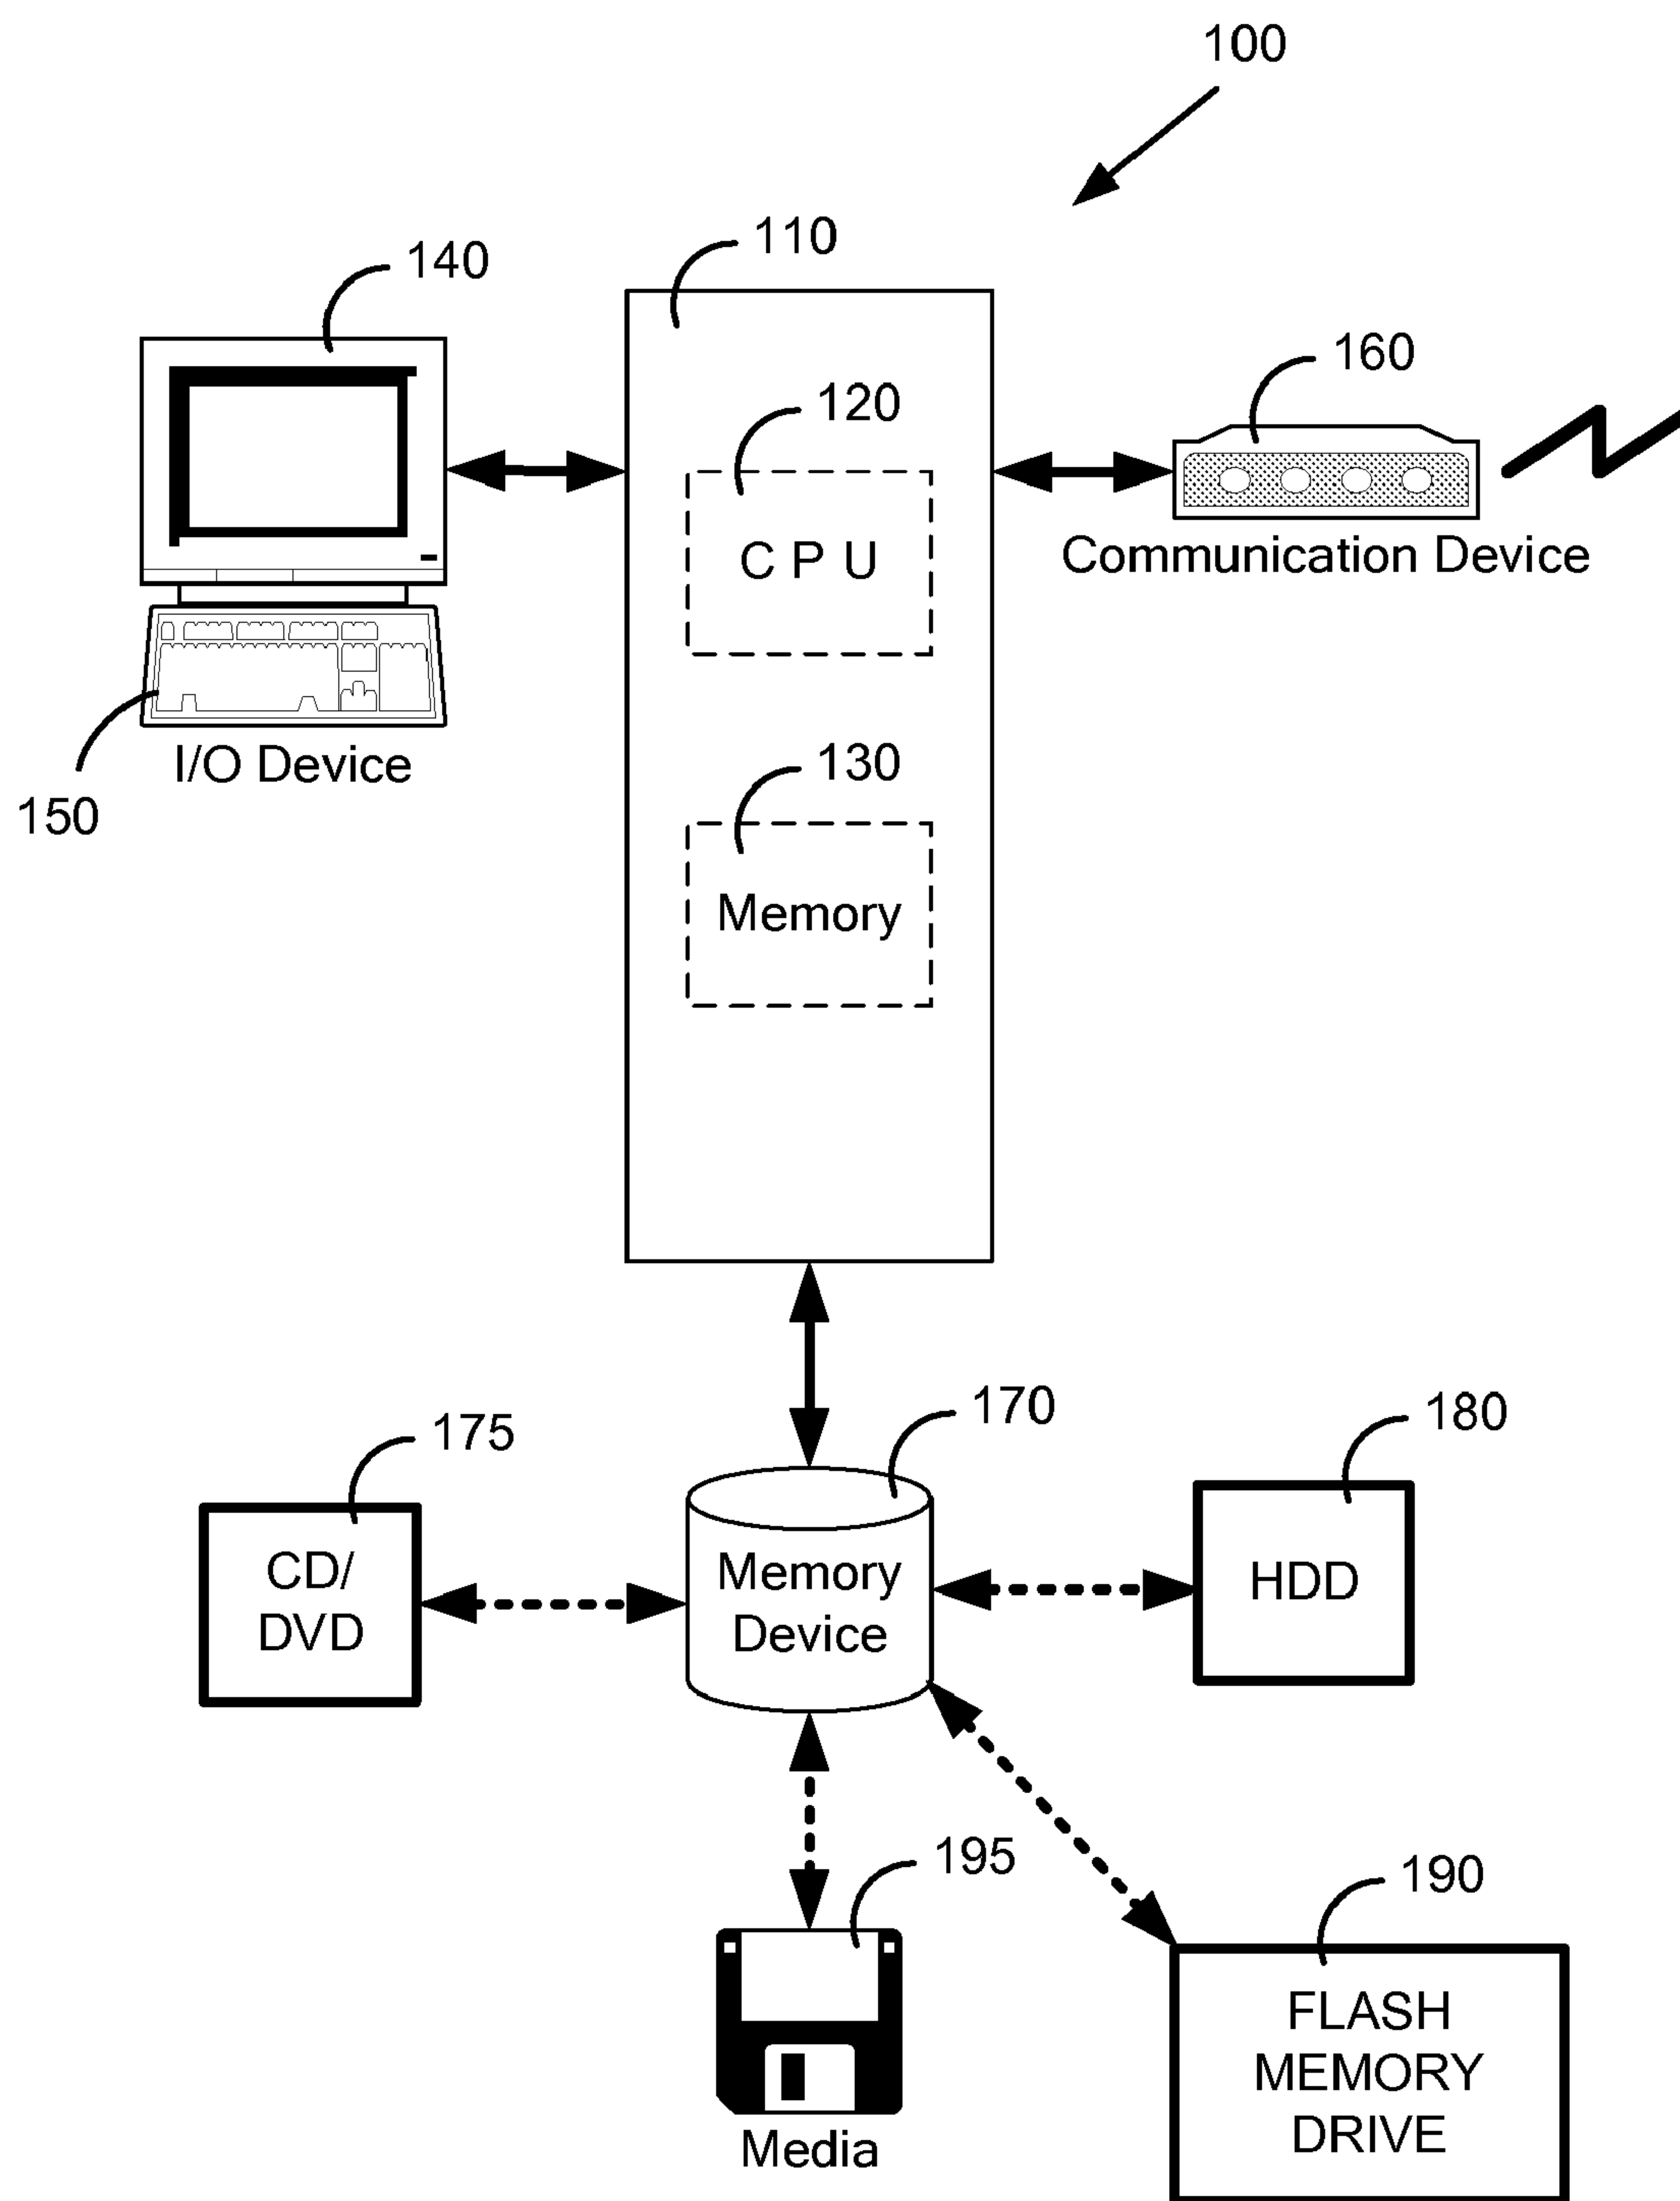 100
110
140
160
120
C P U
Communication Device
130
I/O Device
150
Memory
170
180
175
CD/
DVD
Memory
Device
HDD
195
190
FLASH
MEMORY
DRIVE
Media